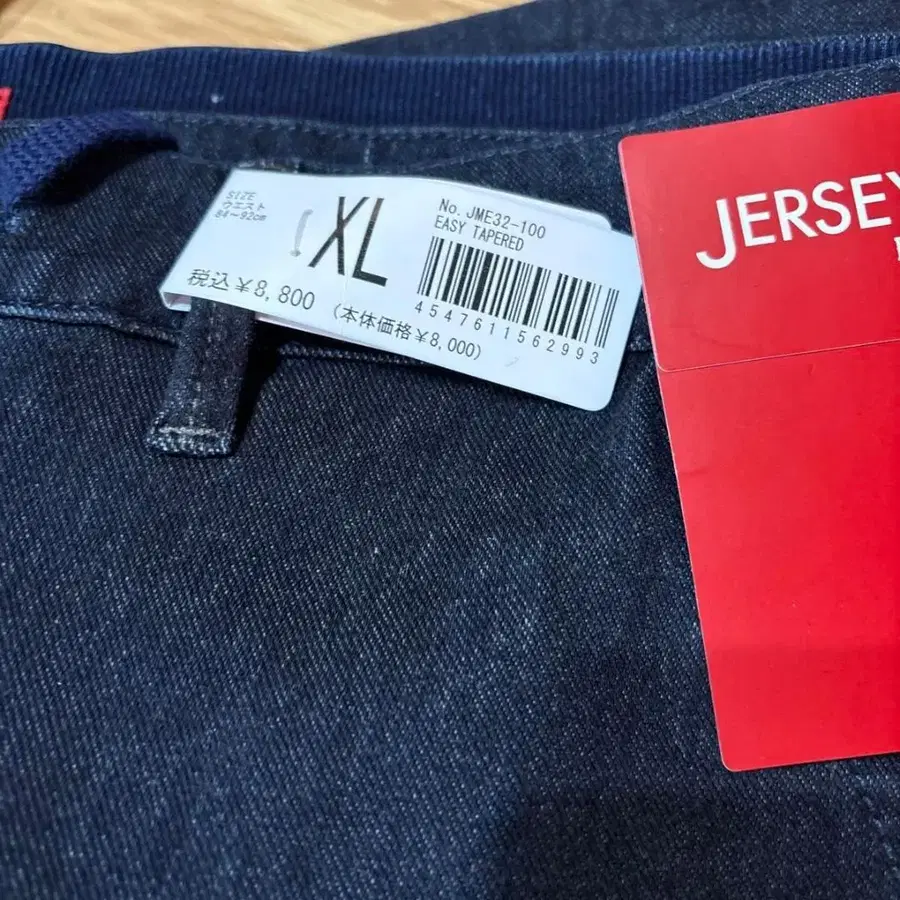 SIZE
ウエスト
84～92cm
XL
No. JME32-100
EASY TAPERED
4547611562993
税込￥8,800
(本体価格￥8,000)
JERSEY